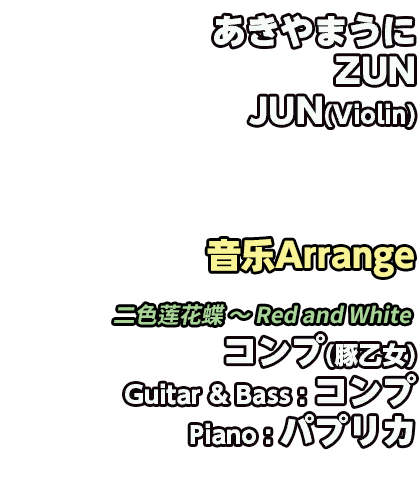 あきやまうに
ZUN
JUN(Violin)
音乐Arrange
二色莲花蝶 ～ Red and White
コンプ(豚乙女)
Guitar & Bass : コンプ
Piano : パプリカ